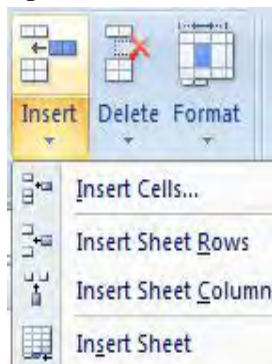 Insert Delete Format
Insert Cells...
Insert Sheet Rows
Insert Sheet Column
Insert Sheet